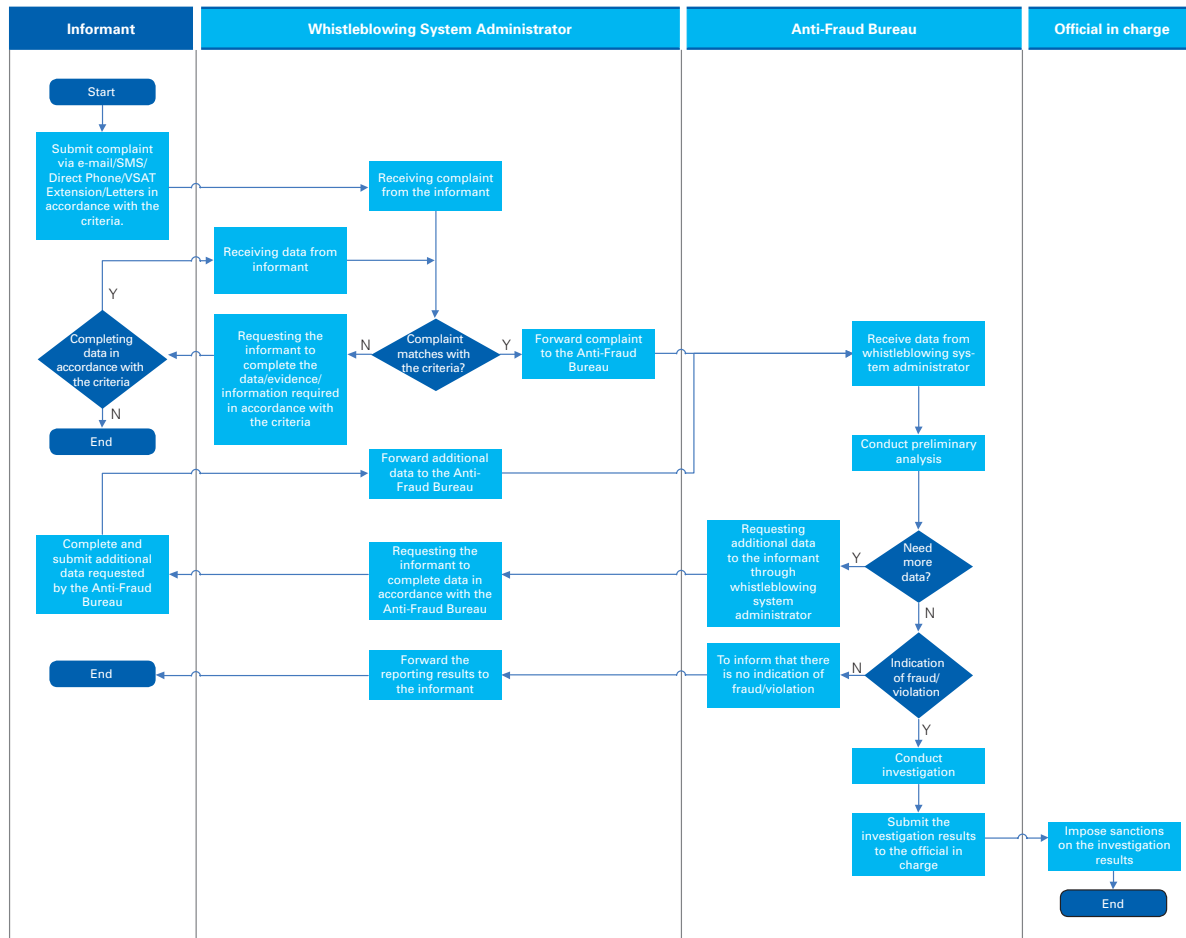 Informant
Whistleblowing System Administrator
Anti-Fraud Bureau
Official in charge
Start
Submit complaint
via e-mail/SMS/
Direct Phone/VSAT
Extension/Letters in
accordance with the
criteria.
Receiving complaint
from the informant
Receiving data from
informant
Y
Completing
data in
accordance with
the criteria
N
End
Requesting the
informant to
complete the
data/evidence/
information required
in accordance with
the criteria
N
Complaint
matches with
the criteria?
Y
Forward complaint
to the Anti-Fraud
Bureau
Receive data from
whistleblowing sys-
tem administrator
Conduct preliminary
analysis
Forward additional
data to the Anti-
Fraud Bureau
Complete and
submit additional
data requested
by the Anti-Fraud
Bureau
Requesting the
informant to
complete data in
accordance with the
Anti-Fraud Bureau
Requesting
additional data
to the informant
through
whistleblowing
system
administrator
Y
Need
more
data?
N
End
Forward the
reporting results to
the informant
To inform that there
is no indication of
fraud/violation
N
Indication
of fraud/
violation
Y
Conduct
investigation
Submit the
investigation results
to the official in
charge
Impose sanctions
on the investigation
results
End